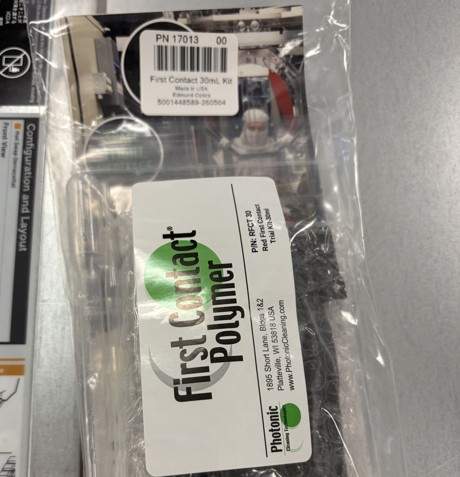 PN 17013 00
First Contact 30mL Kit
Made in USA
Edmund Optics
5001448589-260504
First Contact®
Polymer
P/N: RFCT 30
Red First Contact
Trial Kit-30ml
1895 Short Lane, Bldgs 1&2
Platteville, WI 53818 USA
www.PhotonicCleaning.com
Photonic
Cleaning Technologies
Configuration and Layout
Front View